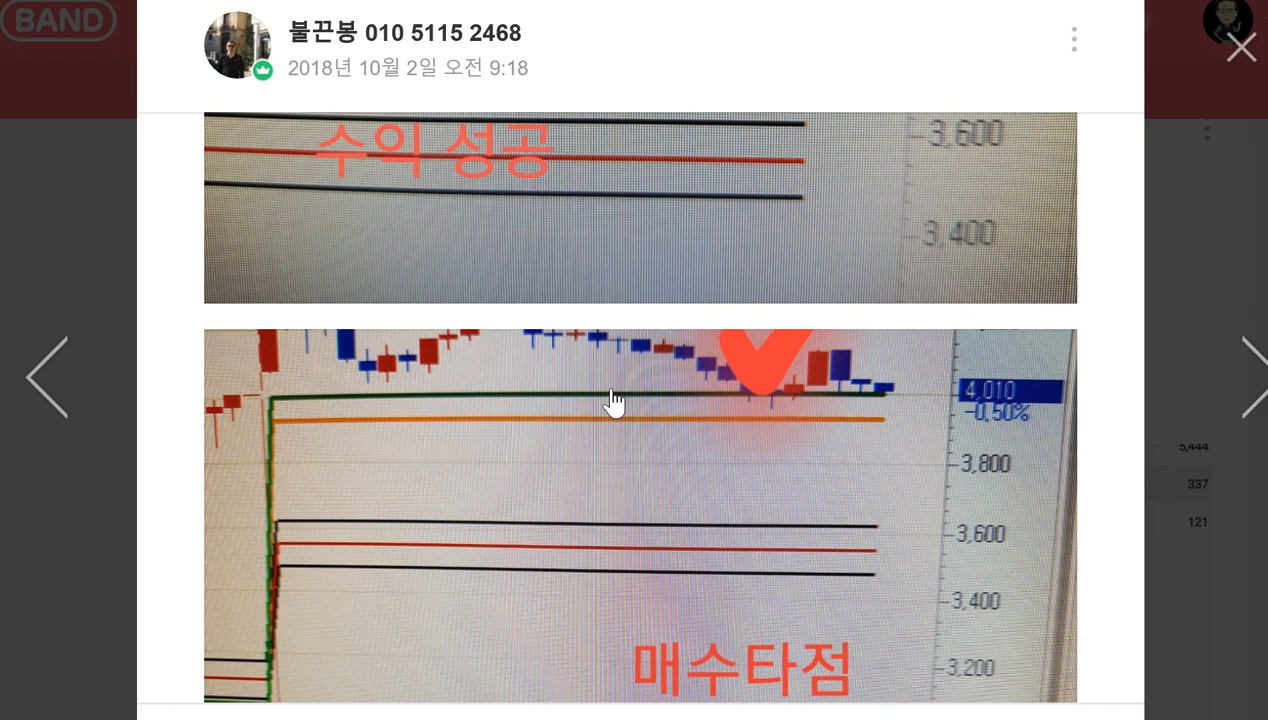 BAND
불끈봉 010 5115 2468
2018년 10월 2일 오전 9:18
수익 성공
3,600
3,400
4,010
-0.50%
3,800
3,600
3,400
매수타점
3,200
5,444
337
121